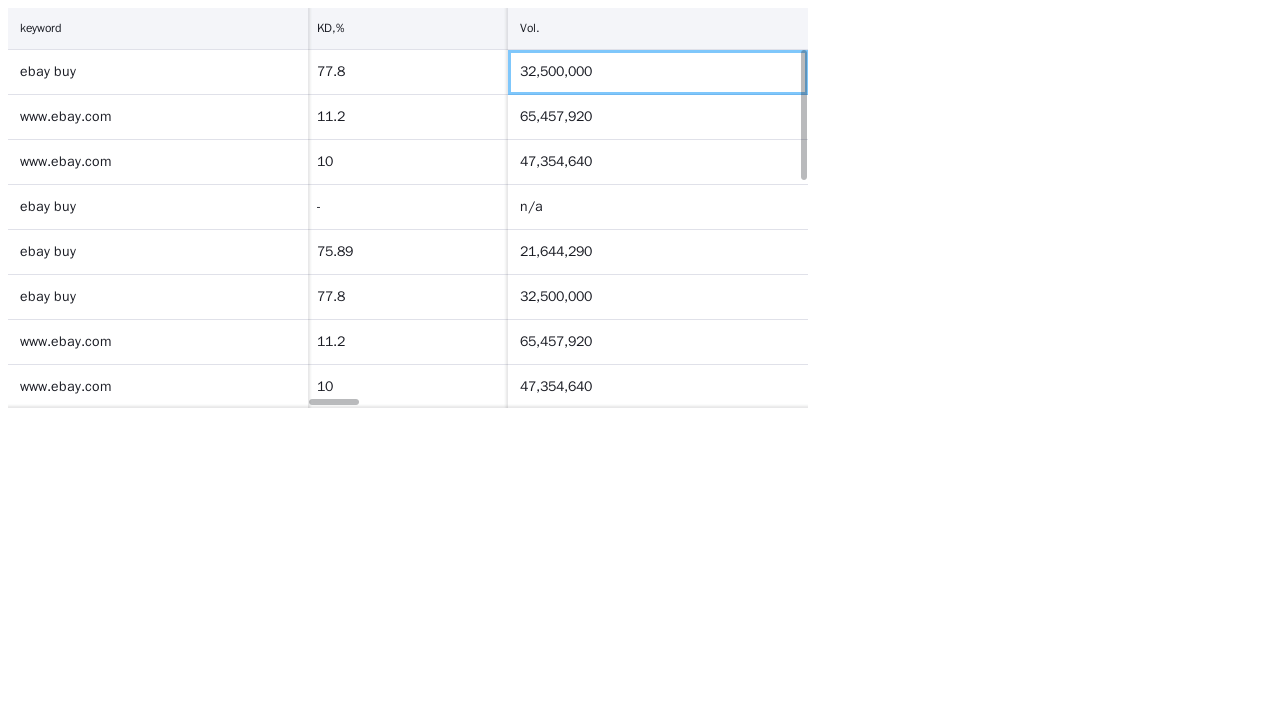 keyword KD,% Vol.
ebay buy 77.8 32,500,000
www.ebay.com 11.2 65,457,920
www.ebay.com 10 47,354,640
ebay buy - n/a
ebay buy 75.89 21,644,290
ebay buy 77.8 32,500,000
www.ebay.com 11.2 65,457,920
www.ebay.com 10 47,354,640